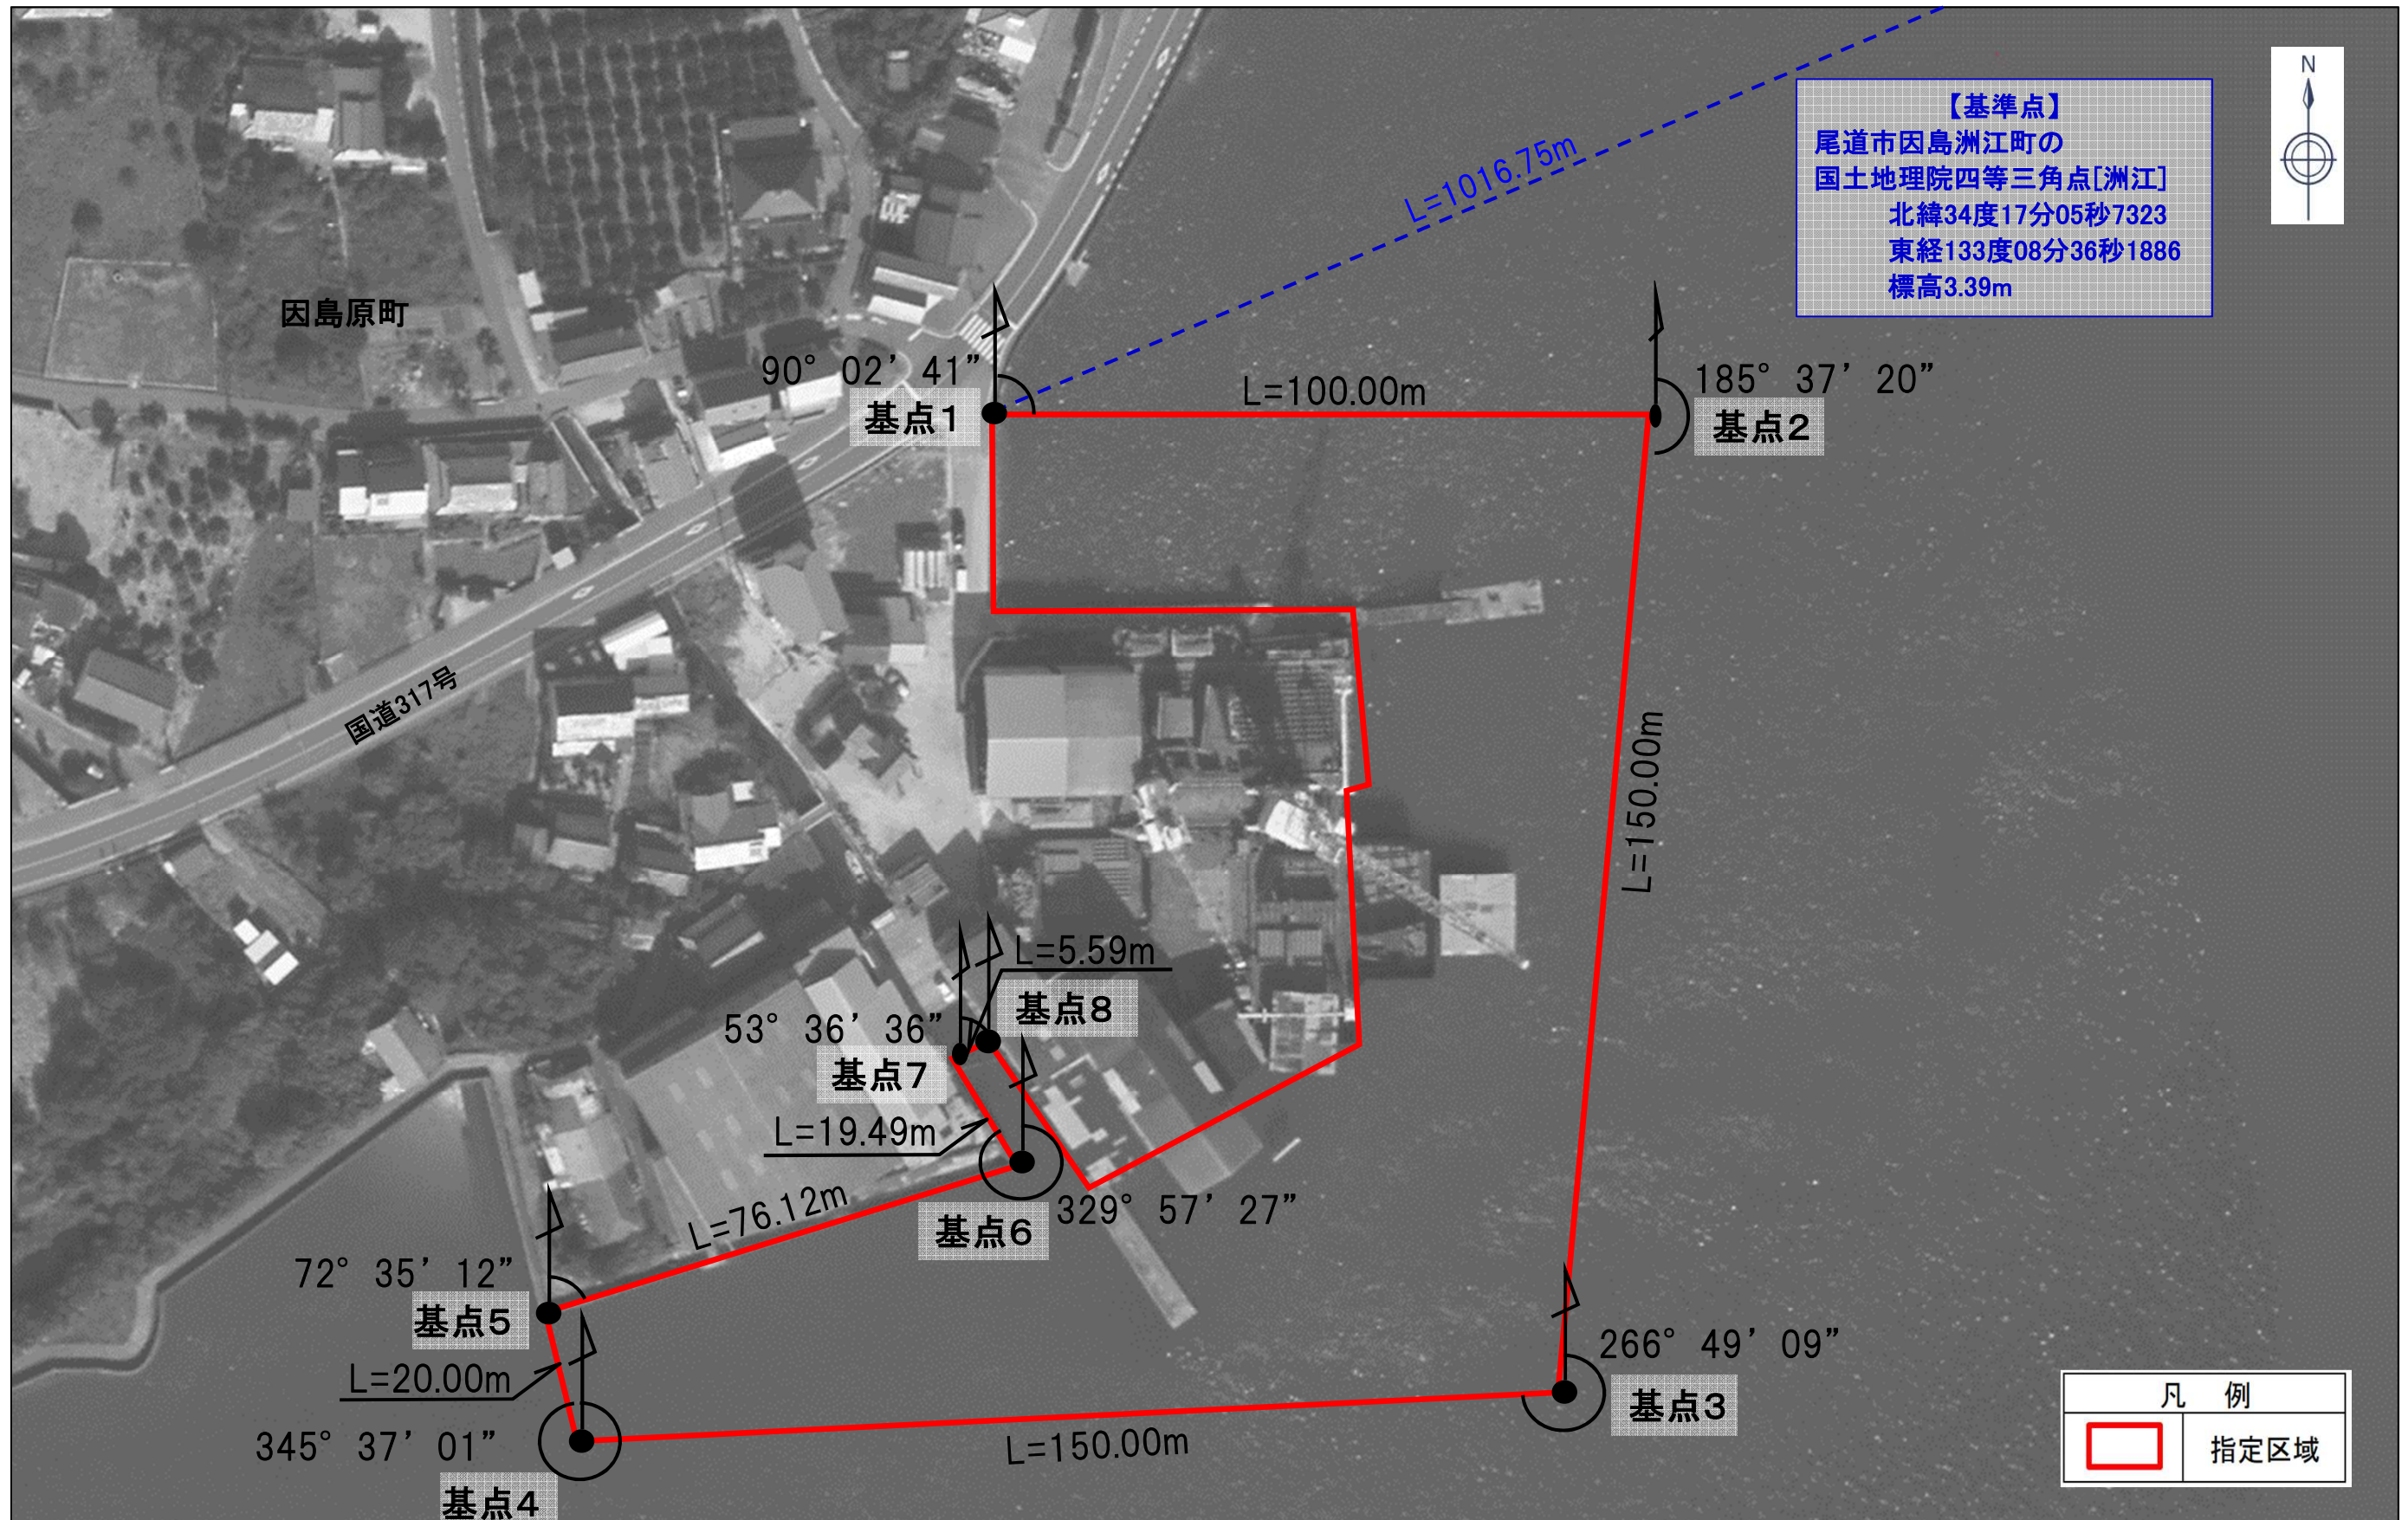 N
【基準点】
尾道市因島洲江町の
国土地理院四等三角点[洲江]
北緯34度17分05秒7323
東経133度08分36秒1886
標高3.39m
L=1016.75m
因島原町
90° 02’ 41”
基点1
L=100.00m
185° 37’ 20”
基点2
国道317号
L=150.00m
L=5.59m
基点8
53° 36’ 36”
基点7
L=19.49m
L=76.12m
基点6
329° 57’ 27”
72° 35’ 12”
基点5
L=20.00m
345° 37’ 01”
基点4
L=150.00m
266° 49’ 09”
基点3
凡 例
指定区域